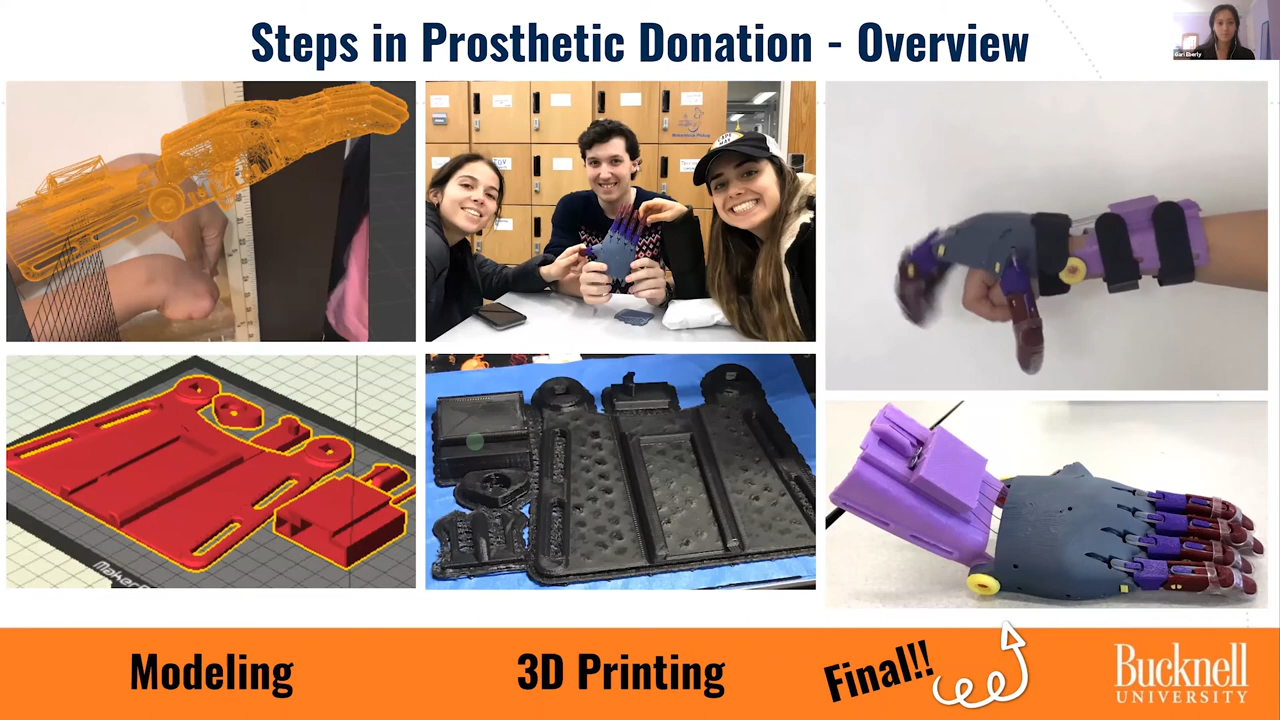 Steps in Prosthetic Donation - Overview
Modeling
3D Printing
Final!!
Bucknell
UNIVERSITY